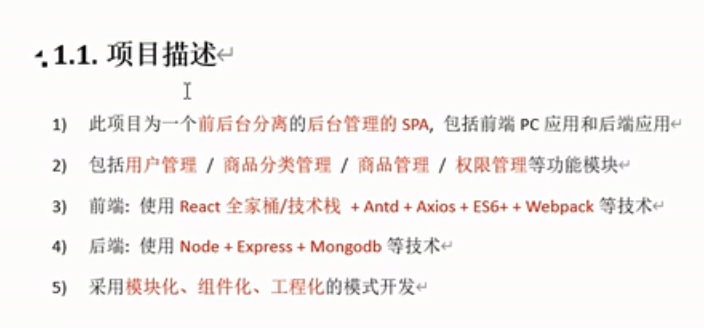 1.1. 项目描述
1) 此项目为一个前后台分离的后台管理的 SPA, 包括前端 PC 应用和后端应用
2) 包括用户管理 / 商品分类管理 / 商品管理 / 权限管理等功能模块
3) 前端: 使用 React 全家桶/技术栈 + Antd + Axios + ES6+ + Webpack 等技术
4) 后端: 使用 Node + Express + Mongodb 等技术
5) 采用模块化、组件化、工程化的模式开发